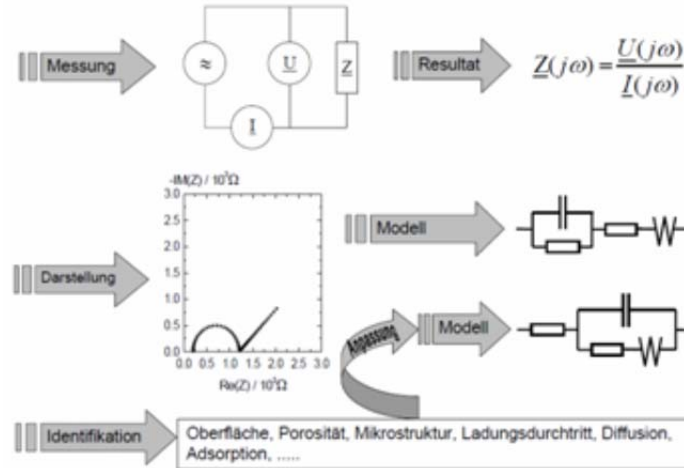 Messung
≈
U
Z
I
Resultat
Z(jω) = U(jω) / I(jω)
Darstellung
-IM(Z) / 10³Ω
3.0
2.5
2.0
1.5
1.0
0.5
0.0
0.0 0.5 1.0 1.5 2.0 2.5 3.0
Re(Z) / 10³Ω
Modell
W
Anpassung
Modell
W
Identifikation
Oberfläche, Porosität, Mikrostruktur, Ladungsdurchtritt, Diffusion,
Adsorption, .....